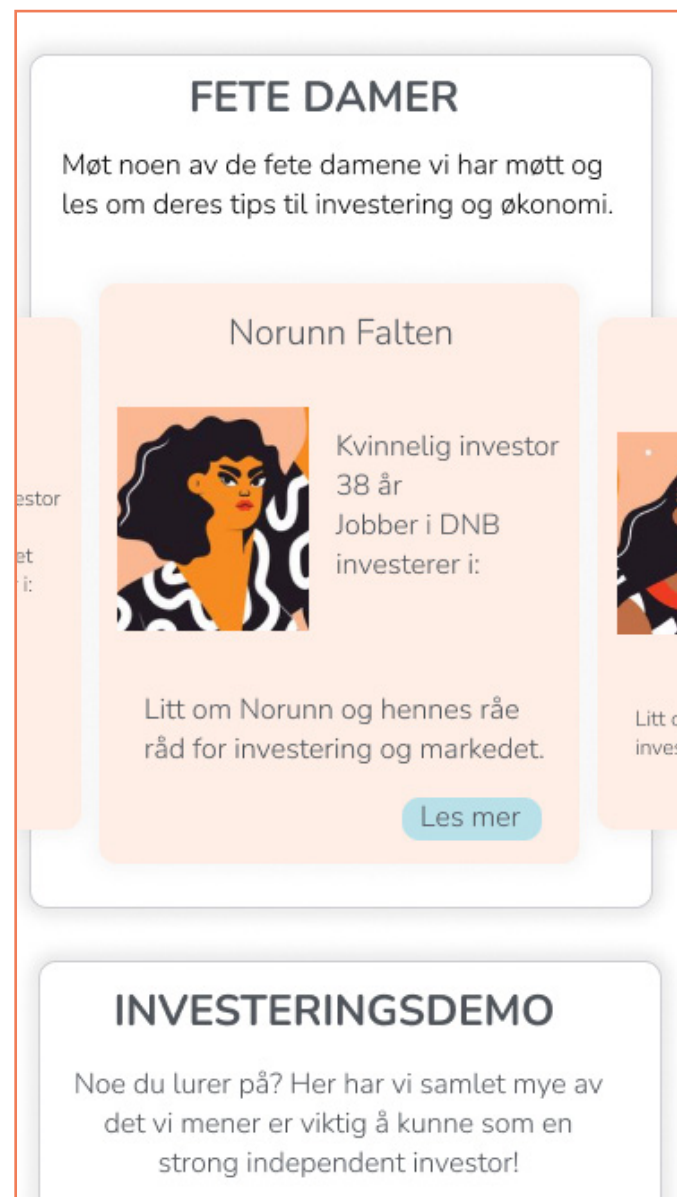 FETE DAMER
Møt noen av de fete damene vi har møtt og
les om deres tips til investering og økonomi.
Norunn Falten
Kvinnelig investor
38 år
Jobber i DNB
investerer i:
Litt om Norunn og hennes råe
råd for investering og markedet.
Les mer
i:
Litt
INVESTERINGSDEMO
Noe du lurer på? Her har vi samlet mye av
det vi mener er viktig å kunne som en
strong independent investor!